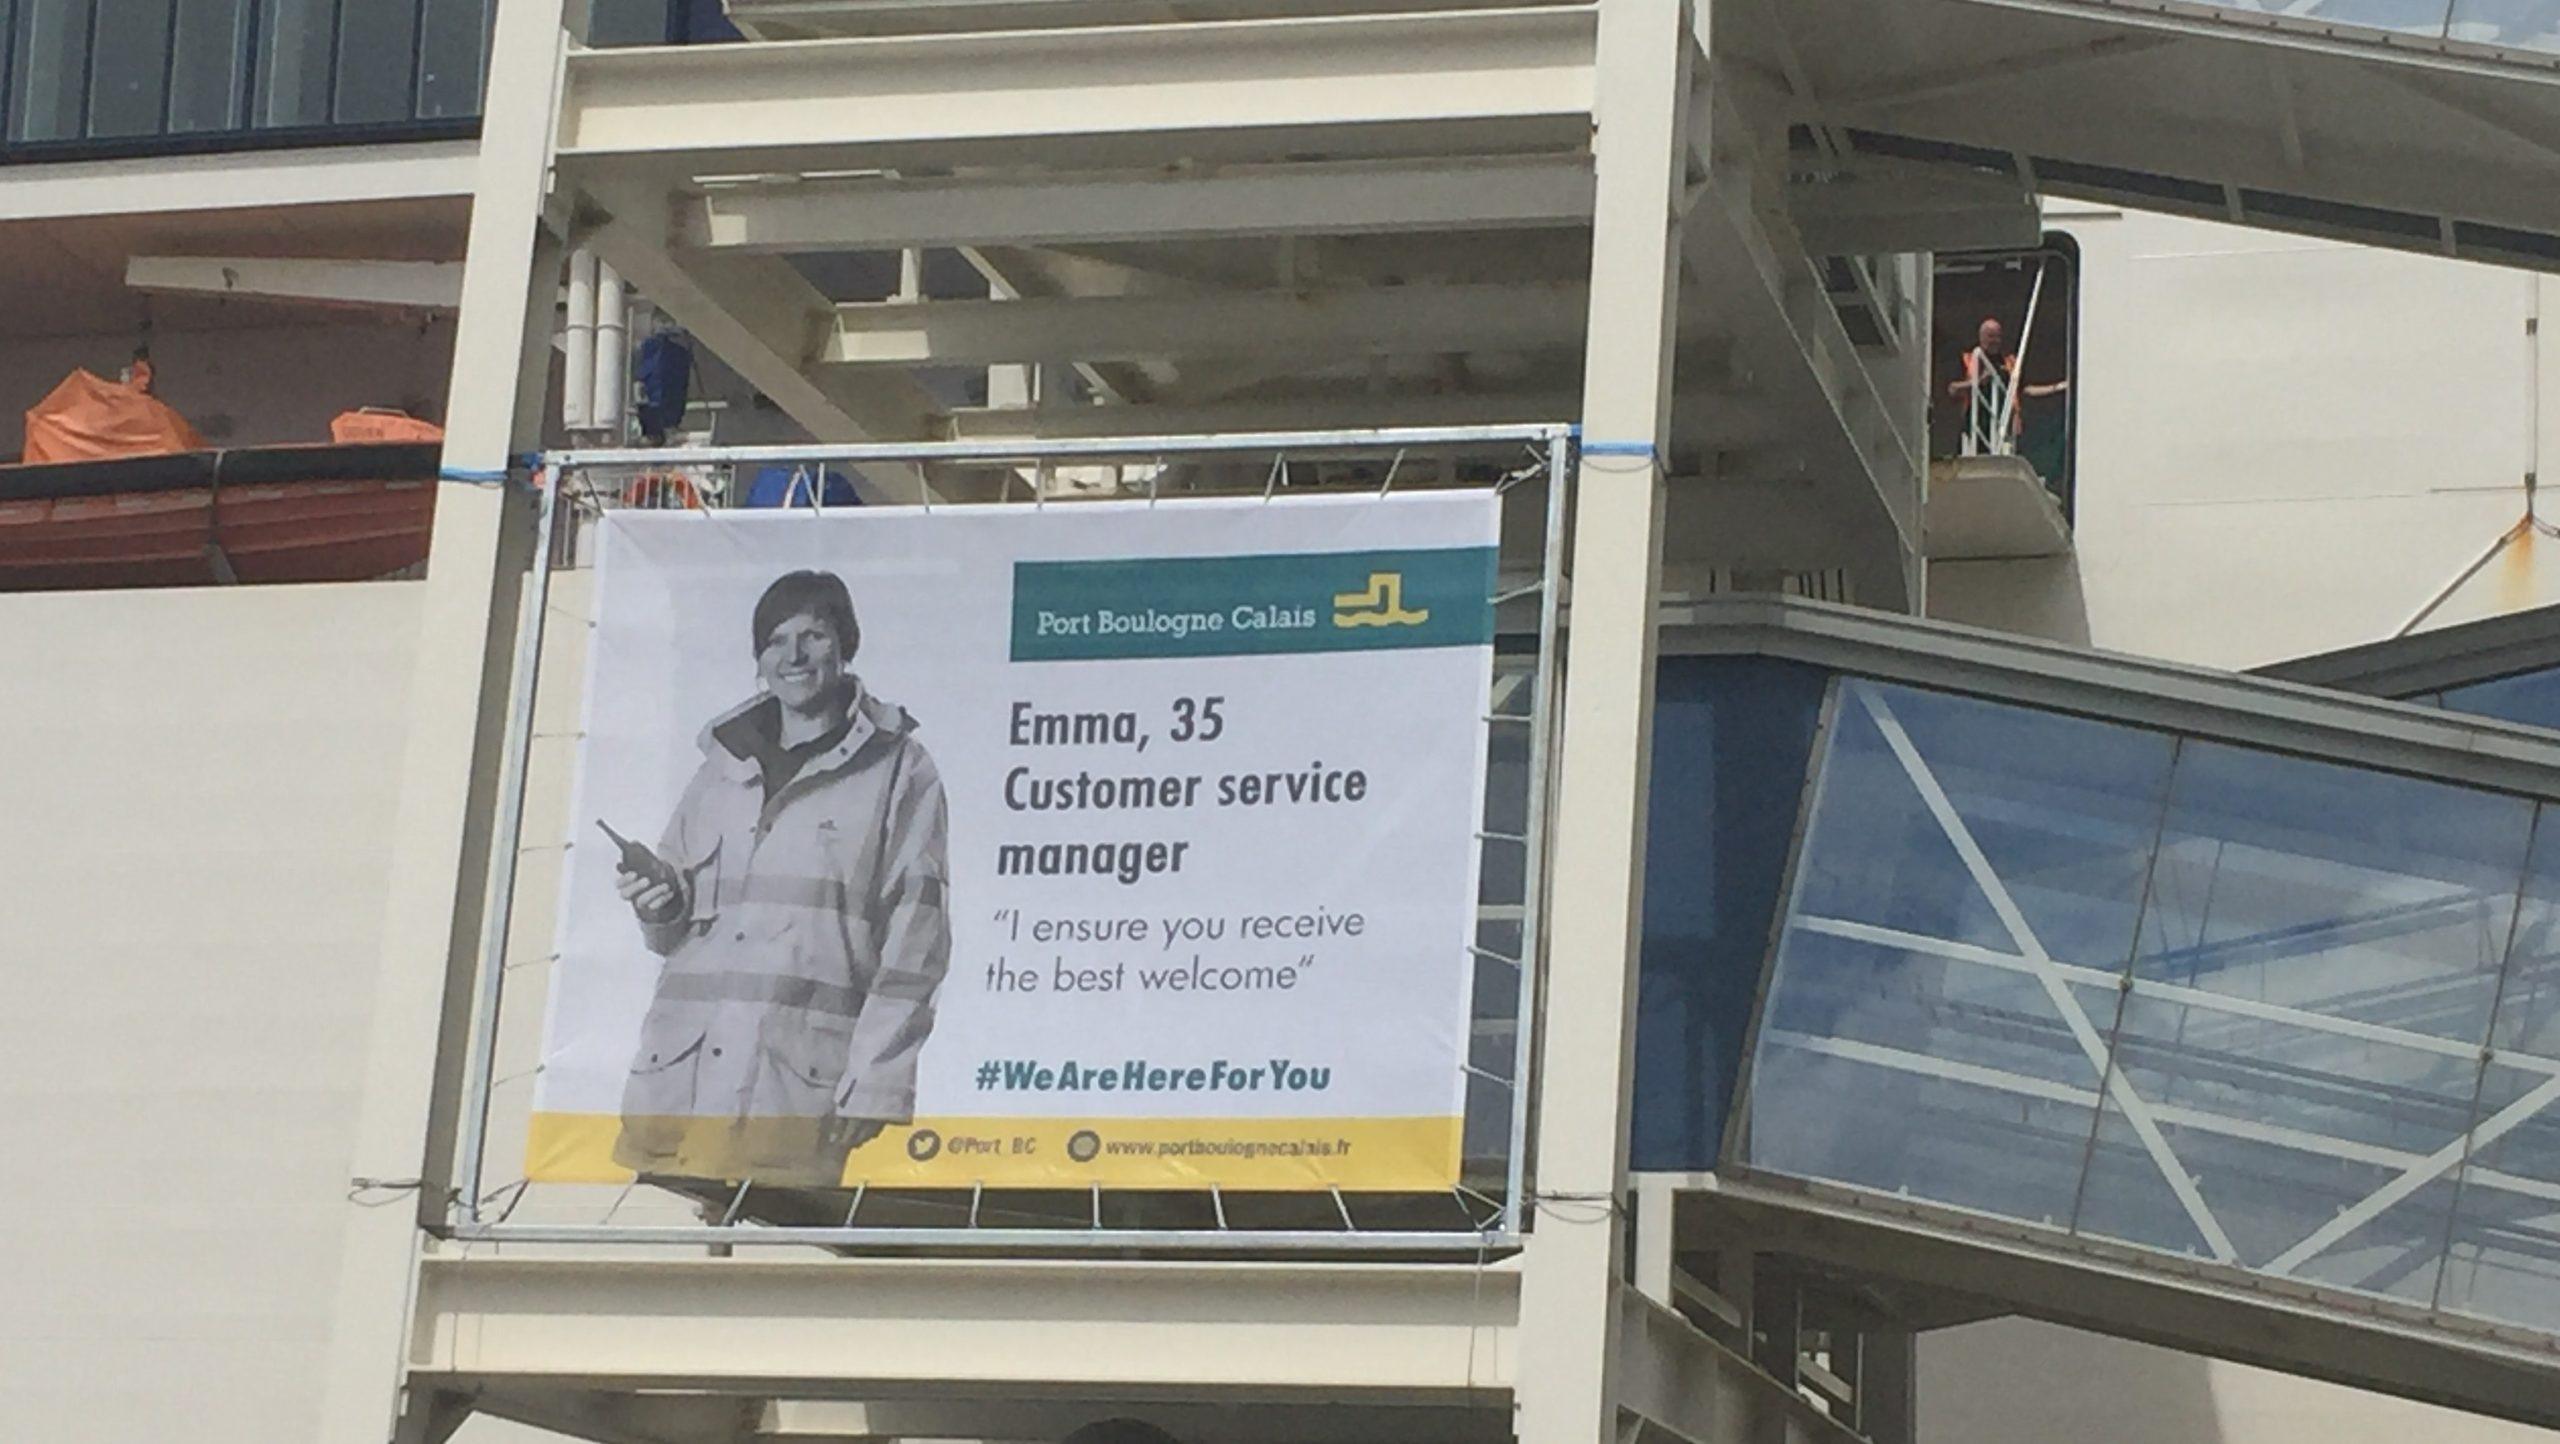 Port Boulogne Calais
Emma, 35
Customer service
manager
“I ensure you receive
the best welcome“
#WeAreHereForYou
@Port_BC www.portboulognecalais.fr